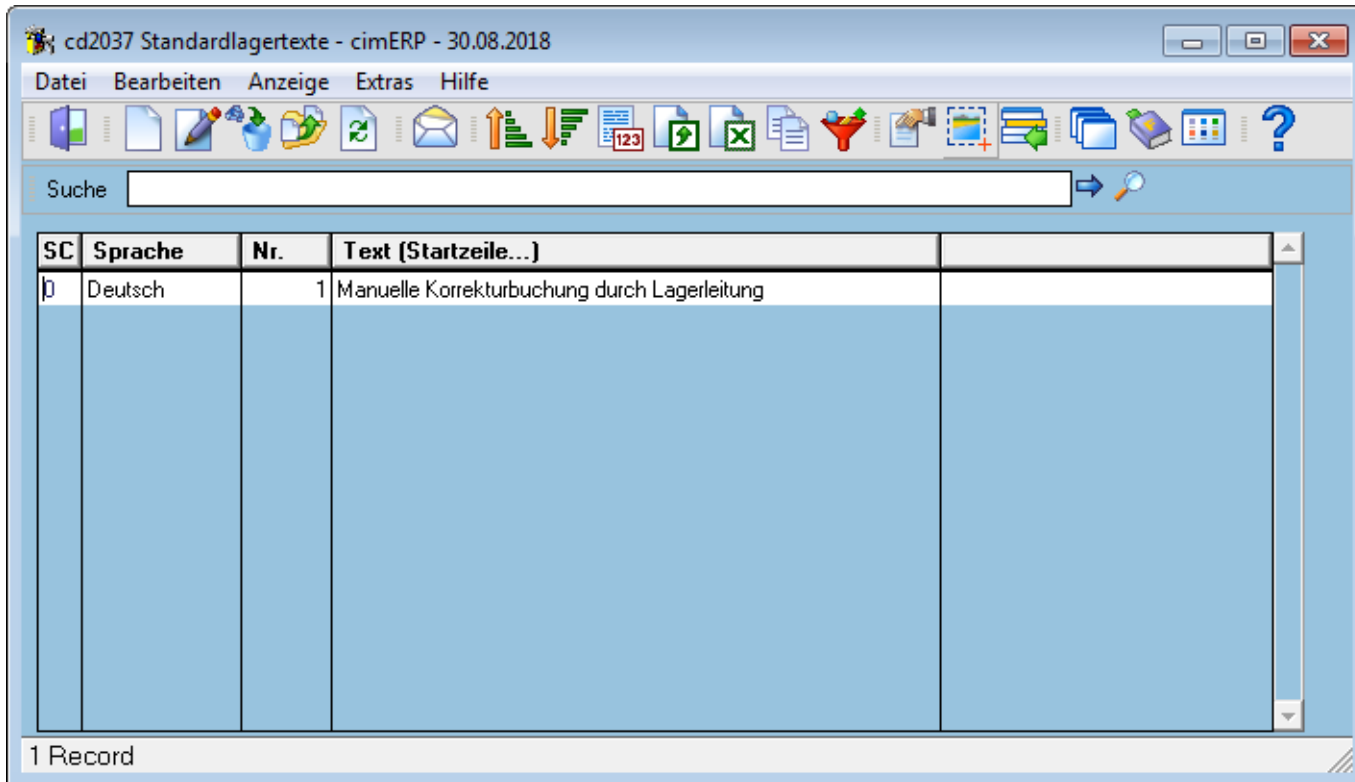 cd2037 Standardlagertexte - cimERP - 30.08.2018
Datei Bearbeiten Anzeige Extras Hilfe
123
Suche
SC Sprache Nr. Text (Startzeile...)
0 Deutsch 1 Manuelle Korrekturbuchung durch Lagerleitung
1 Record